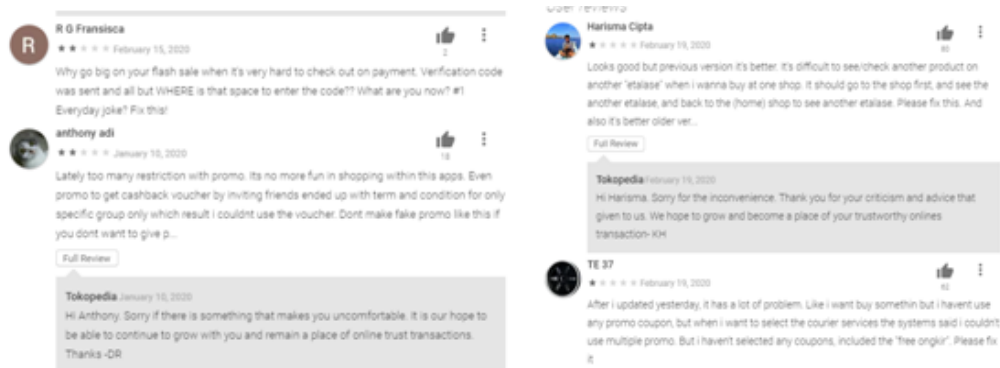 R
R G Fransisca
February 15, 2020
2
Why go big on your flash sale when it's very hard to check out on payment. Verification code
was sent and all but WHERE is that space to enter the code?? What are you now? #1
Everyday joke? Fix this!
anthony adi
January 10, 2020
18
Lately too many restriction with promo. Its no more fun in shopping within this apps. Even
promo to get cashback voucher by inviting friends ended up with term and condition for only
specific group only which result i couldnt use the voucher. Dont make fake promo like this if
you dont want to give p...
Full Review
Tokopedia January 10, 2020
Hi Anthony. Sorry if there is something that makes you uncomfortable. It is our hope to
be able to continue to grow with you and remain a place of online trust transactions.
Thanks -DR
User reviews
Harisma Cipta
February 19, 2020
Looks good but previous version it's better. It's difficult to see/check another product on
another "etalase" when i wanna buy at one shop. It should go to the shop first, and see the
another etalase, and back to the (home) shop to see another etalase. Please fix this. And
also it's better older ver...
Full Review
Tokopedia February 19, 2020
Hi Harisma. Sorry for the inconvenience. Thank you for your criticism and advice that
given to us. We hope to grow and become a place of your trustworthy onlines
transaction- KH
TE 37
February 19, 2020
After i updated yesterday, it has a lot of problem. Like i want buy somethin but i havent use
any promo coupon, but when i want to select the courier services the systems said i couldn't
use multiple promo. But i haven't selected any coupons, included the "free ongkir". Please fix
it